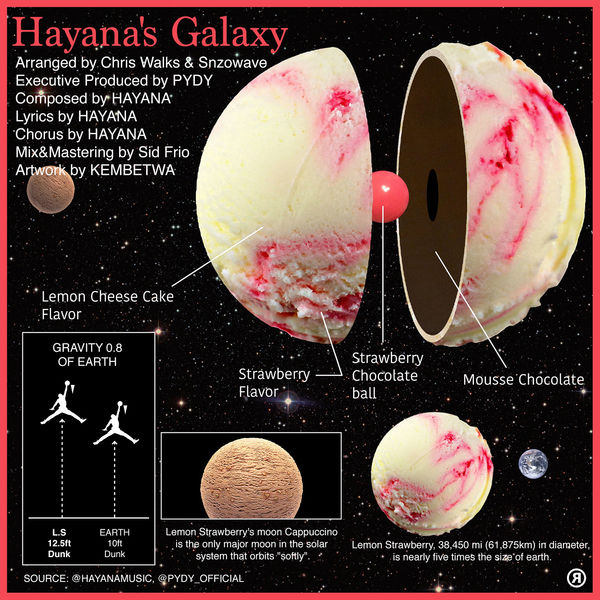 Hayana's Galaxy
Arranged by Chris Walks & Snzowave
Executive Produced by PYDY
Composed by HAYANA
Lyrics by HAYANA
Chorus by HAYANA
Mix&Mastering by Sid Frio
Artwork by KEMBETWA
Lemon Cheese Cake
Flavor
Strawberry
Flavor
Strawberry
Chocolate
ball
Mousse Chocolate
GRAVITY 0.8
OF EARTH
L.S
12.5ft
Dunk
EARTH
10ft
Dunk
Lemon Strawberry's moon Cappuccino
is the only major moon in the solar
system that orbits "softly".
Lemon Strawberry, 38,450 mi (61,875km) in diameter,
is nearly five times the size of earth.
SOURCE: @HAYANAMUSIC, @PYDY_OFFICIAL
®